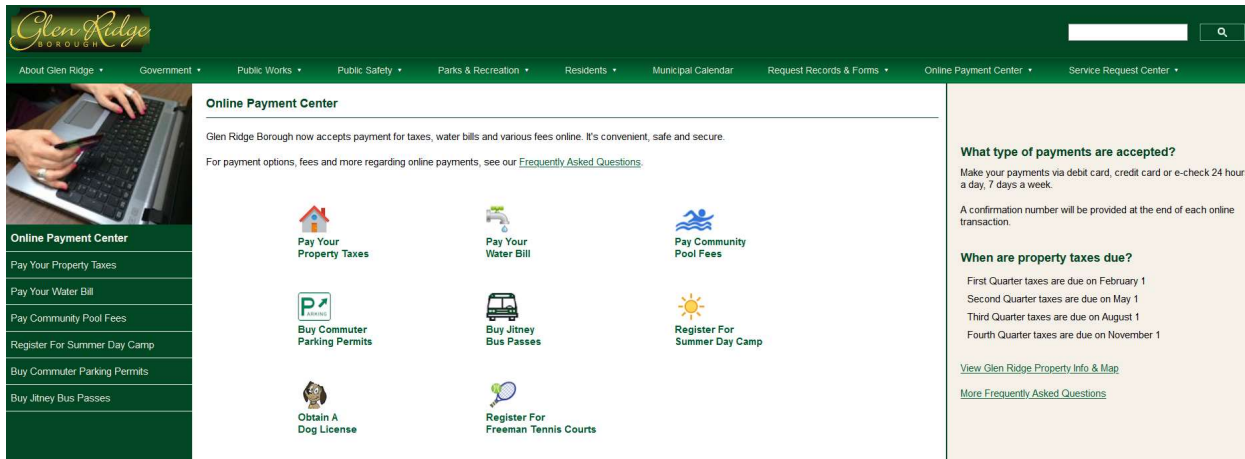 Glen Ridge
BOROUGH
About Glen Ridge
Government
Public Works
Public Safety
Parks & Recreation
Residents
Municipal Calendar
Request Records & Forms
Online Payment Center
Service Request Center
Online Payment Center
Pay Your Property Taxes
Pay Your Water Bill
Pay Community Pool Fees
Register For Summer Day Camp
Buy Commuter Parking Permits
Buy Jitney Bus Passes
Online Payment Center
Glen Ridge Borough now accepts payment for taxes, water bills and various fees online. It's convenient, safe and secure.
For payment options, fees and more regarding online payments, see our Frequently Asked Questions.
Pay Your
Property Taxes
Pay Your
Water Bill
Pay Community
Pool Fees
P
PARKING
Buy Commuter
Parking Permits
Buy Jitney
Bus Passes
Register For
Summer Day Camp
Obtain A
Dog License
Register For
Freeman Tennis Courts
What type of payments are accepted?
Make your payments via debit card, credit card or e-check 24 hour
a day, 7 days a week.
A confirmation number will be provided at the end of each online
transaction.
When are property taxes due?
First Quarter taxes are due on February 1
Second Quarter taxes are due on May 1
Third Quarter taxes are due on August 1
Fourth Quarter taxes are due on November 1
View Glen Ridge Property Info & Map
More Frequently Asked Questions